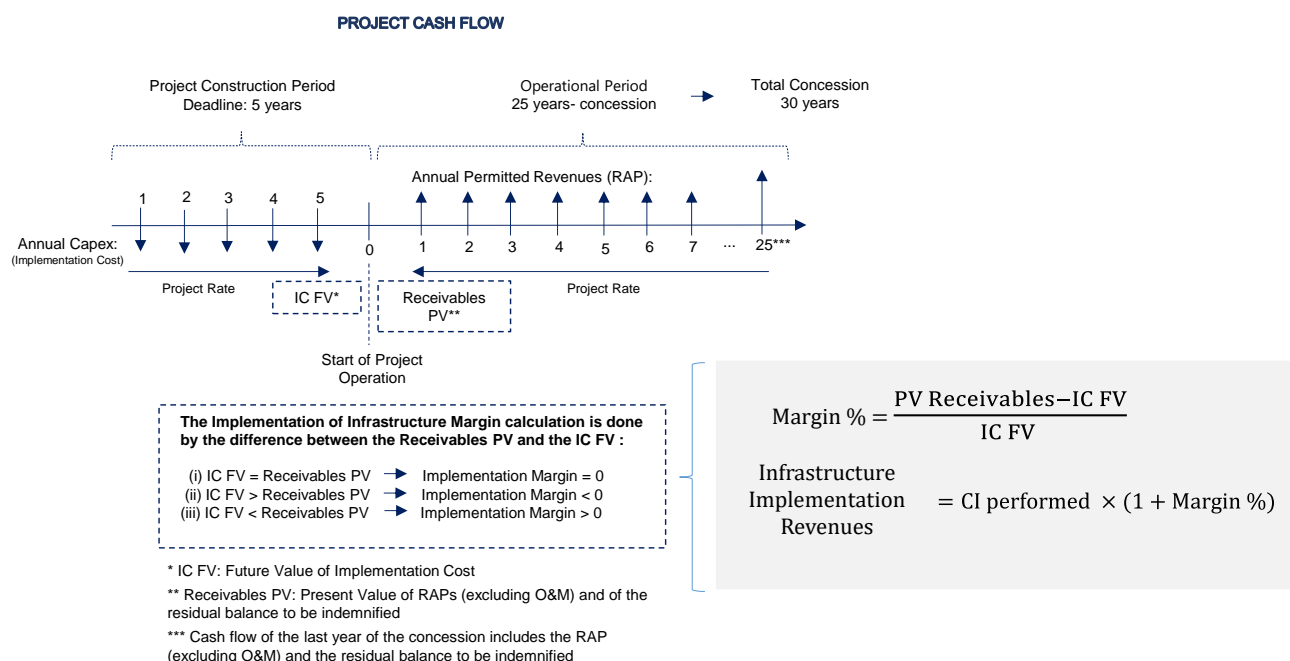 PROJECT CASH FLOW
Project Construction Period
Deadline: 5 years
Operational Period
25 years- concession
Total Concession
30 years
Annual Permitted Revenues (RAP):
1 2 3 4 5
Annual Capex:
(Implementation Cost)
0 1 2 3 4 5 6 7 ... 25***
Project Rate
IC FV*
Receivables
PV**
Project Rate
Start of Project
Operation
The Implementation of Infrastructure Margin calculation is done
by the difference between the Receivables PV and the IC FV :
(i) IC FV = Receivables PV Implementation Margin = 0
(ii) IC FV > Receivables PV Implementation Margin < 0
(iii) IC FV < Receivables PV Implementation Margin > 0
Margin % = PV Receivables−IC FV
IC FV
Infrastructure
Implementation = CI performed × (1 + Margin %)
Revenues
* IC FV: Future Value of Implementation Cost
** Receivables PV: Present Value of RAPs (excluding O&M) and of the
residual balance to be indemnified
*** Cash flow of the last year of the concession includes the RAP
(excluding O&M) and the residual balance to be indemnified